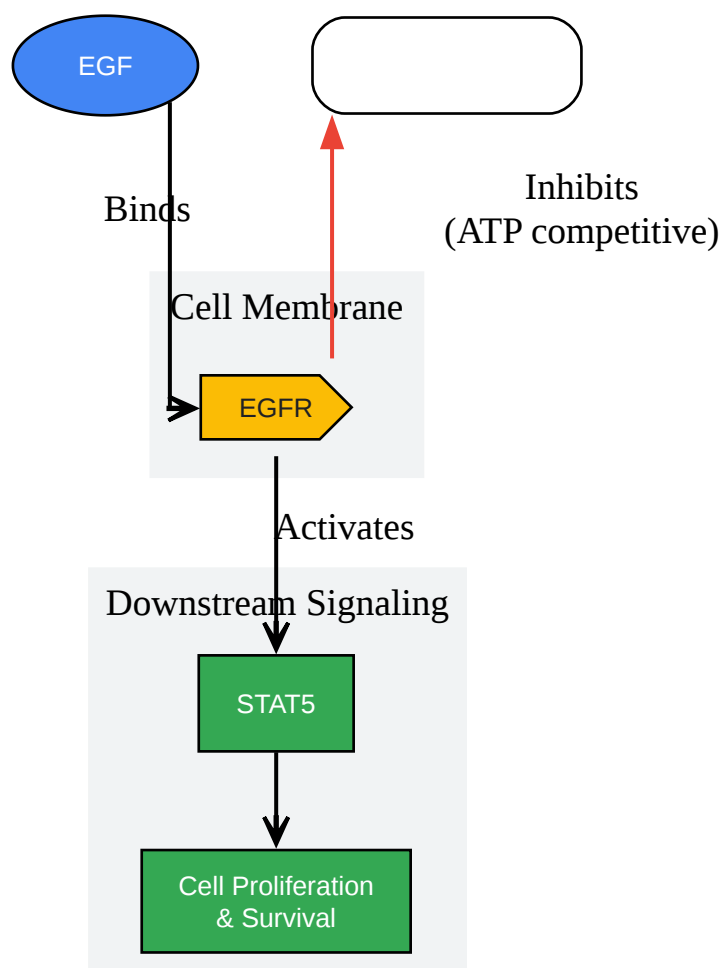 EGF
Binds
Inhibits
(ATP competitive)
Cell Membrane
EGFR
Activates
Downstream Signaling
STAT5
Cell Proliferation
& Survival